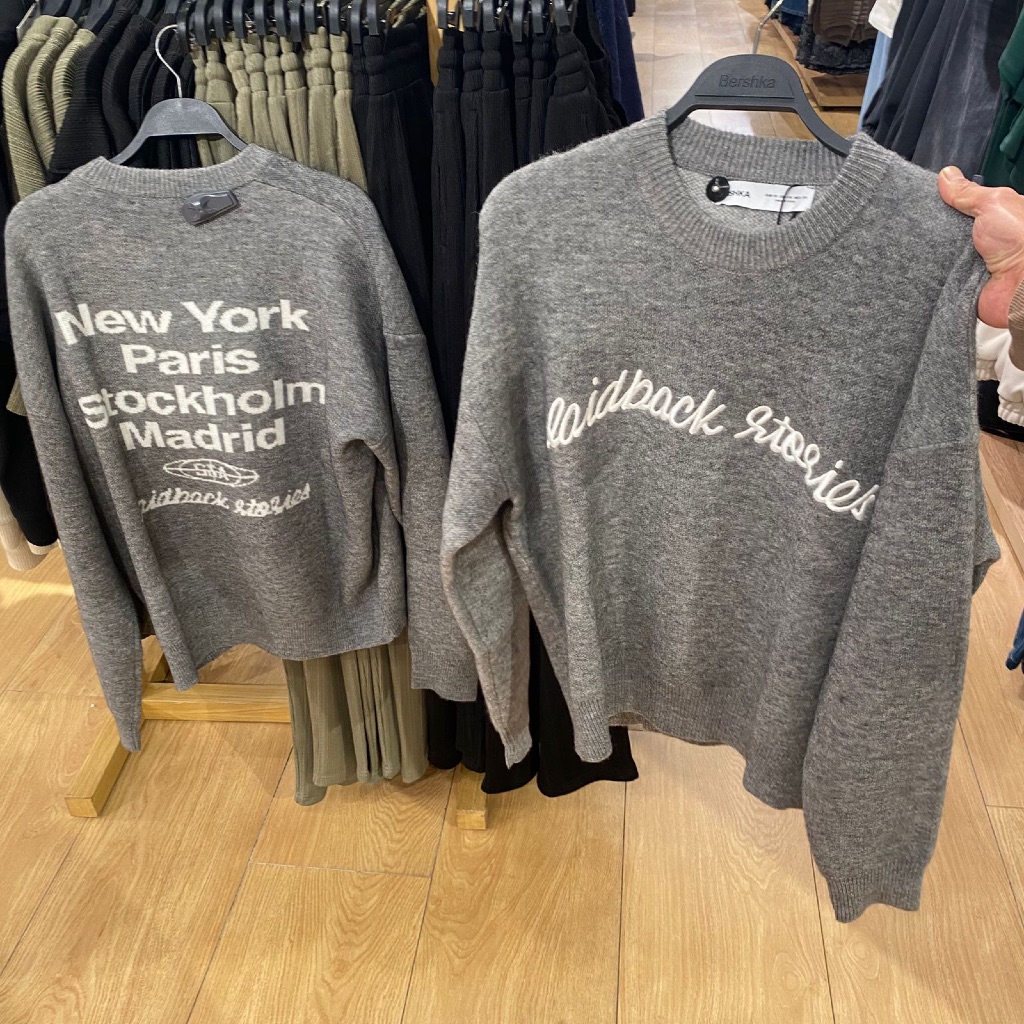 New York
Paris
Stockholm
Madrid
laidback stories
Bershka
laidback stories